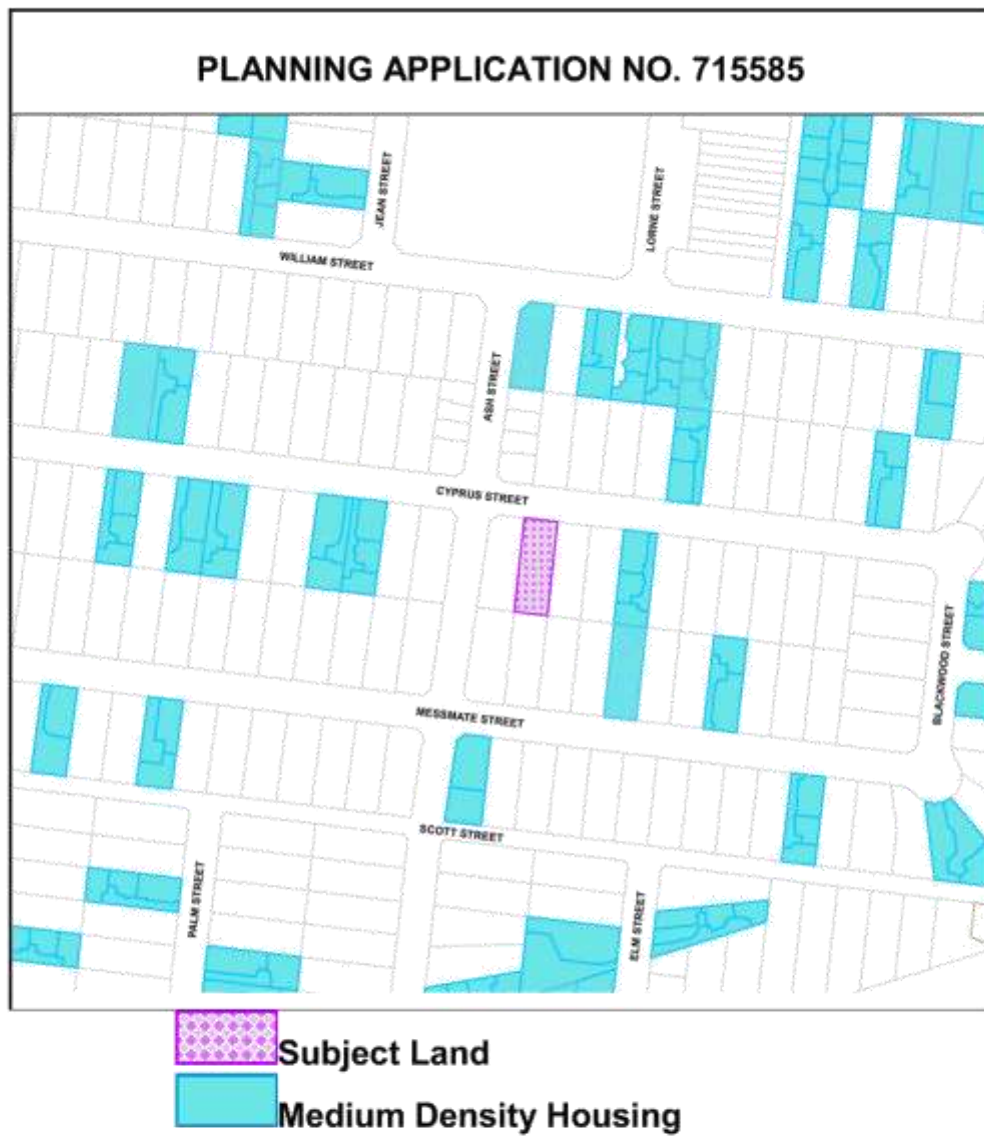 PLANNING APPLICATION NO. 715585
JEAN STREET
LORNE STREET
WILLIAM STREET
ASH STREET
CYPRUS STREET
BLACKWOOD STREET
MESSMATE STREET
SCOTT STREET
PALM STREET
ELM STREET
Subject Land
Medium Density Housing